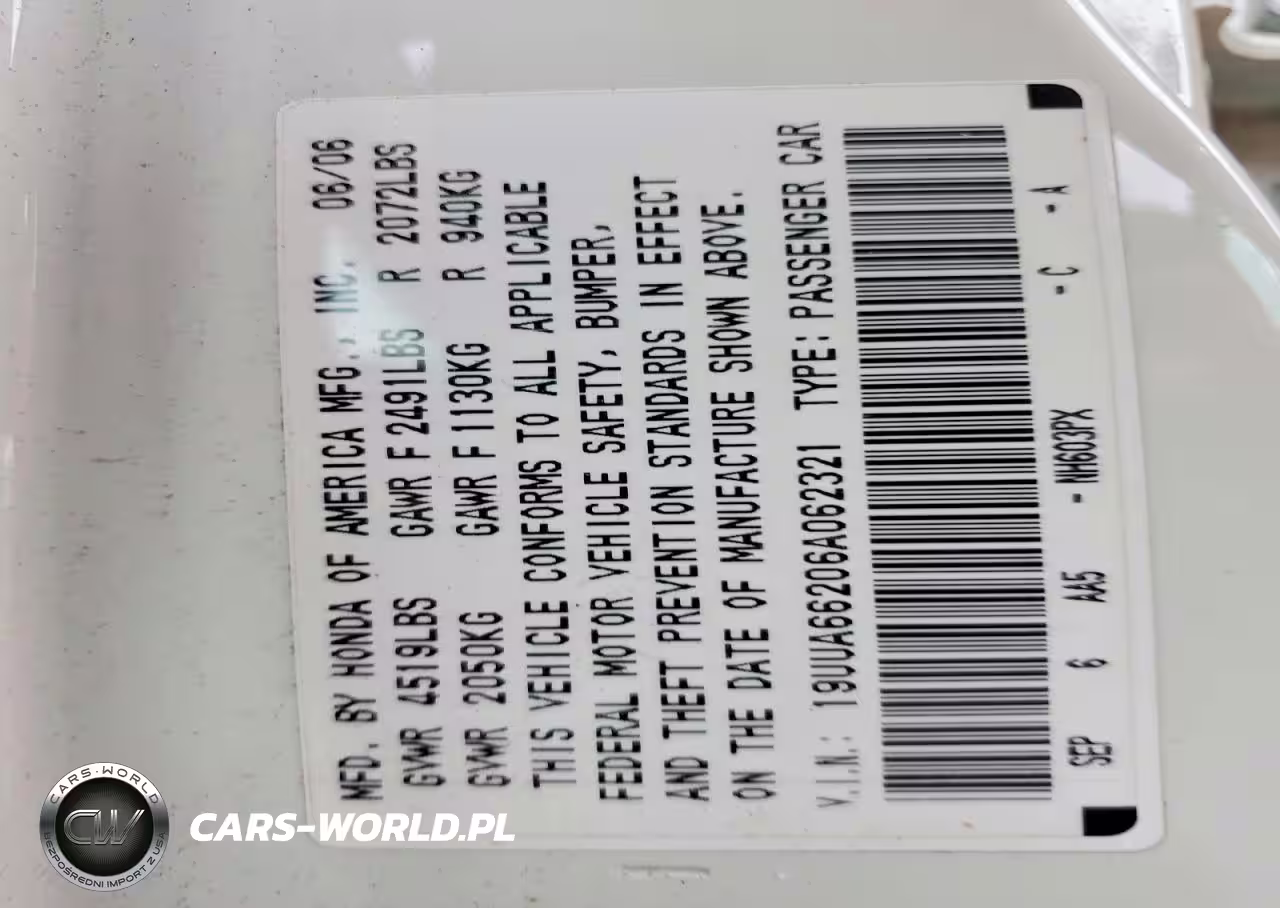 MFD. BY HONDA OF AMERICA MFG., INC. 06/06
GVWR 4519LBS GAWR F 2491LBS R 2072LBS
GVWR 2050KG GAWR F 1130KG R 940KG
THIS VEHICLE CONFORMS TO ALL APPLICABLE
FEDERAL MOTOR VEHICLE SAFETY, BUMPER,
AND THEFT PREVENTION STANDARDS IN EFFECT
ON THE DATE OF MANUFACTURE SHOWN ABOVE.
V.I.N.: 19UUA66206A062321 TYPE: PASSENGER CAR
SEP 6 AA5 -NH603PX -C -A
CARS-WORLD
CW
BEZPOŚREDNI IMPORT Z USA
CARS-WORLD.PL